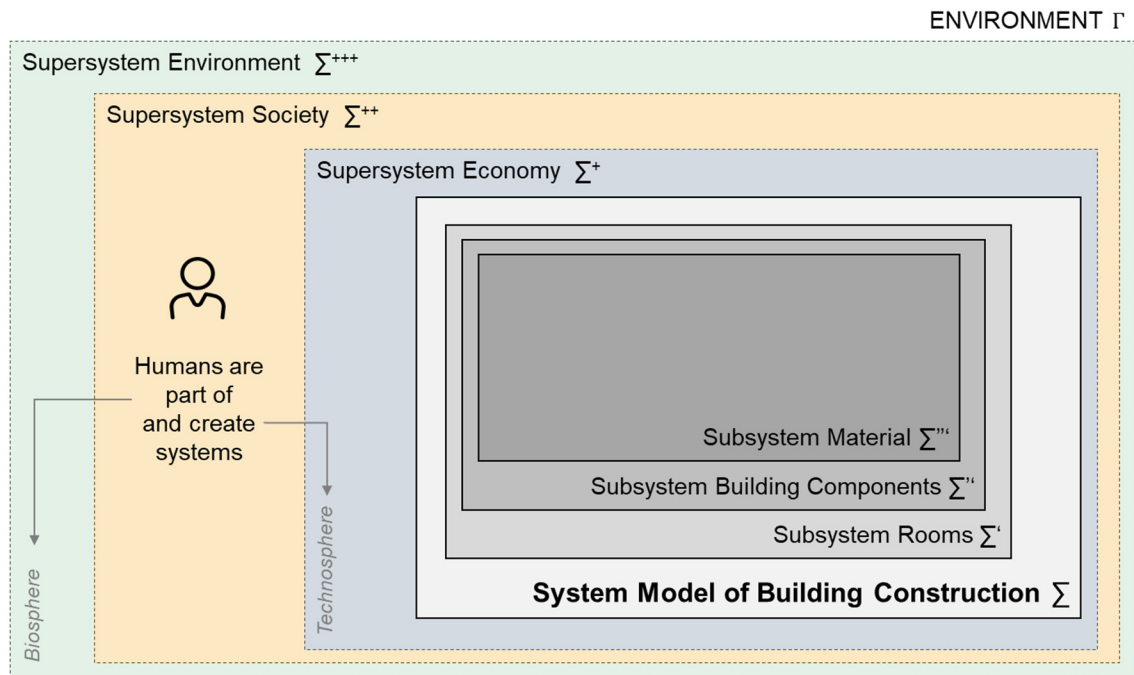 ENVIRONMENT Γ
Supersystem Environment ∑+++
Supersystem Society ∑++
Supersystem Economy ∑+
Humans are
part of
and create
systems
Biosphere
Technosphere
Subsystem Material ∑”‘
Subsystem Building Components ∑’‘
Subsystem Rooms ∑‘
System Model of Building Construction ∑